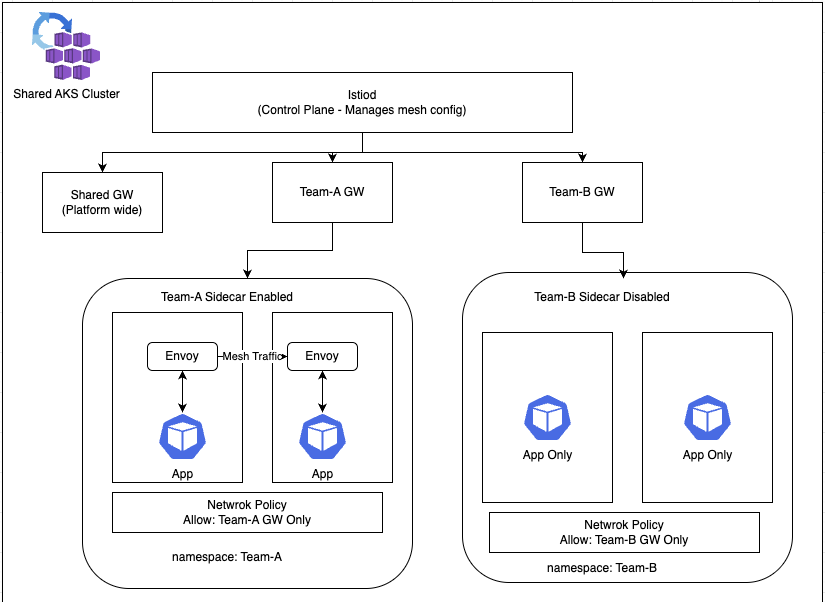 Shared AKS Cluster
Istiod
(Control Plane - Manages mesh config)
Shared GW
(Platform wide)
Team-A GW
Team-B GW
Team-A Sidecar Enabled
Envoy
Mesh Traffic
Envoy
App
App
Netwrok Policy
Allow: Team-A GW Only
namespace: Team-A
Team-B Sidecar Disabled
App Only
App Only
Netwrok Policy
Allow: Team-B GW Only
namespace: Team-B